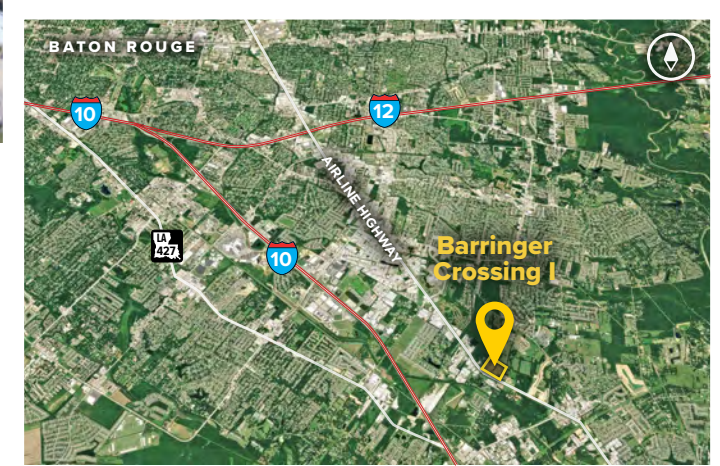 BATON ROUGE
10
12
AIRLINE HIGHWAY
LA
427
10
Barringer
Crossing I